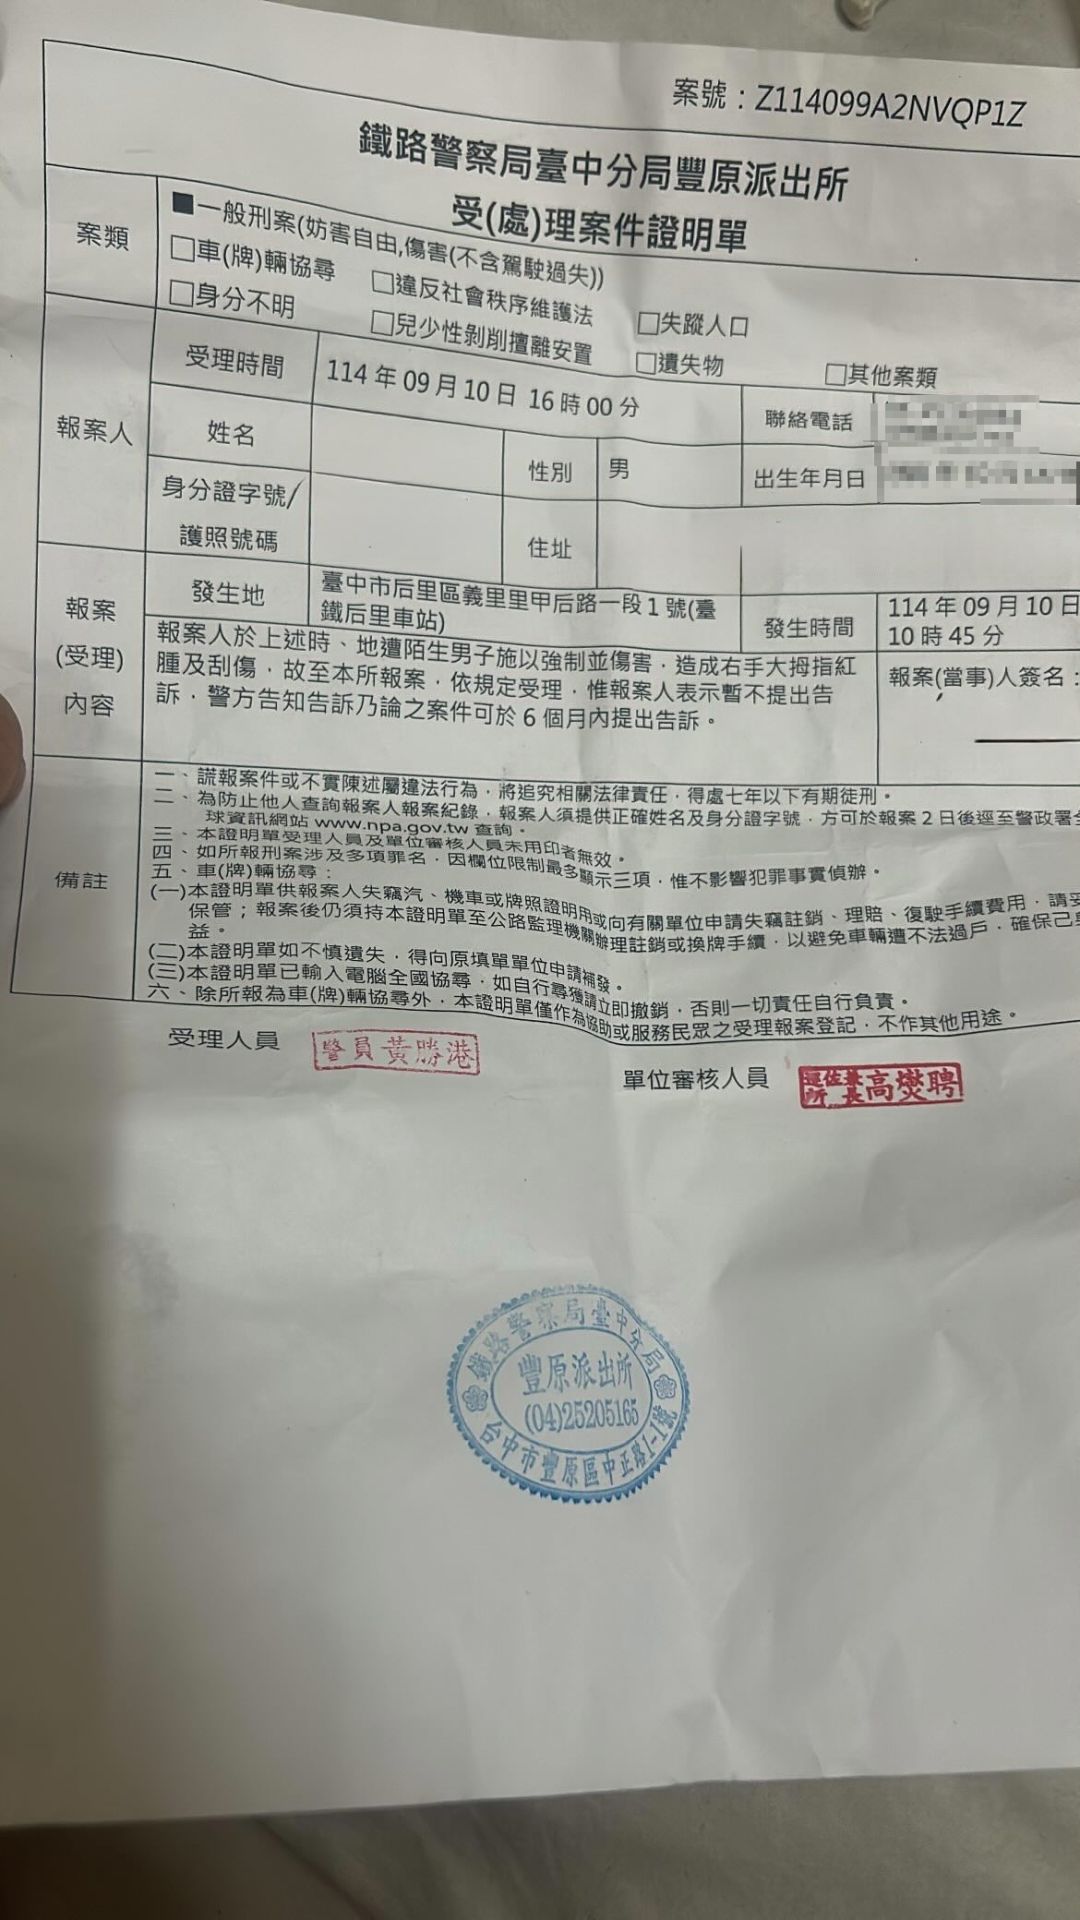 案號：Z114099A2NVQP1Z
鐵路警察局臺中分局豐原派出所
受(處)理案件證明單
案類
■一般刑案(妨害自由,傷害(不含駕駛過失))
□車(牌)輛協尋 □違反社會秩序維護法 □失蹤人口
□身分不明 □兒少性剝削擅離安置 □遺失物 □其他案類
報案人
受理時間 114 年 09 月 10 日 16 時 00 分 聯絡電話
姓名 性別 男 出生年月日
身分證字號/
護照號碼 住址
報案
(受理)
內容
發生地 臺中市后里區義里里甲后路一段 1 號(臺
鐵后里車站)
發生時間 114 年 09 月 10 日
10 時 45 分
報案人於上述時、地遭陌生男子施以強制並傷害，造成右手大拇指紅
腫及刮傷，故至本所報案，依規定受理，惟報案人表示暫不提出告
訴，警方告知告訴乃論之案件可於 6 個月內提出告訴。
報案(當事)人簽名：
備註
一、謊報案件或不實陳述屬違法行為，將追究相關法律責任，得處七年以下有期徒刑。
二、為防止他人查詢報案人報案紀錄，報案人須提供正確姓名及身分證字號，方可於報案 2 日後逕至警政署全
球資訊網站 www.npa.gov.tw 查詢。
三、本證明單受理人員及單位審核人員未用印者無效。
四、如所報刑案涉及多項罪名，因欄位限制最多顯示三項，惟不影響犯罪事實偵辦。
五、車(牌)輛協尋：
(一)本證明單供報案人失竊汽、機車或牌照證明用或向有關單位申請失竊註銷、理賠、復駛手續費用，請妥
保管；報案後仍須持本證明單至公路監理機關辦理註銷或換牌手續，以避免車輛遭不法過戶，確保己身
益。
(二)本證明單如不慎遺失，得向原填單單位申請補發。
(三)本證明單已輸入電腦全國協尋，如自行尋獲請立即撤銷，否則一切責任自行負責。
六、除所報為車(牌)輛協尋外，本證明單僅作為協助或服務民眾之受理報案登記，不作其他用途。
受理人員 警員黃勝港
單位審核人員 巡佐兼所長高燮聘
鐵路警察局臺中分局
豐原派出所
(04)25205165
台中市豐原區中正路1-1號